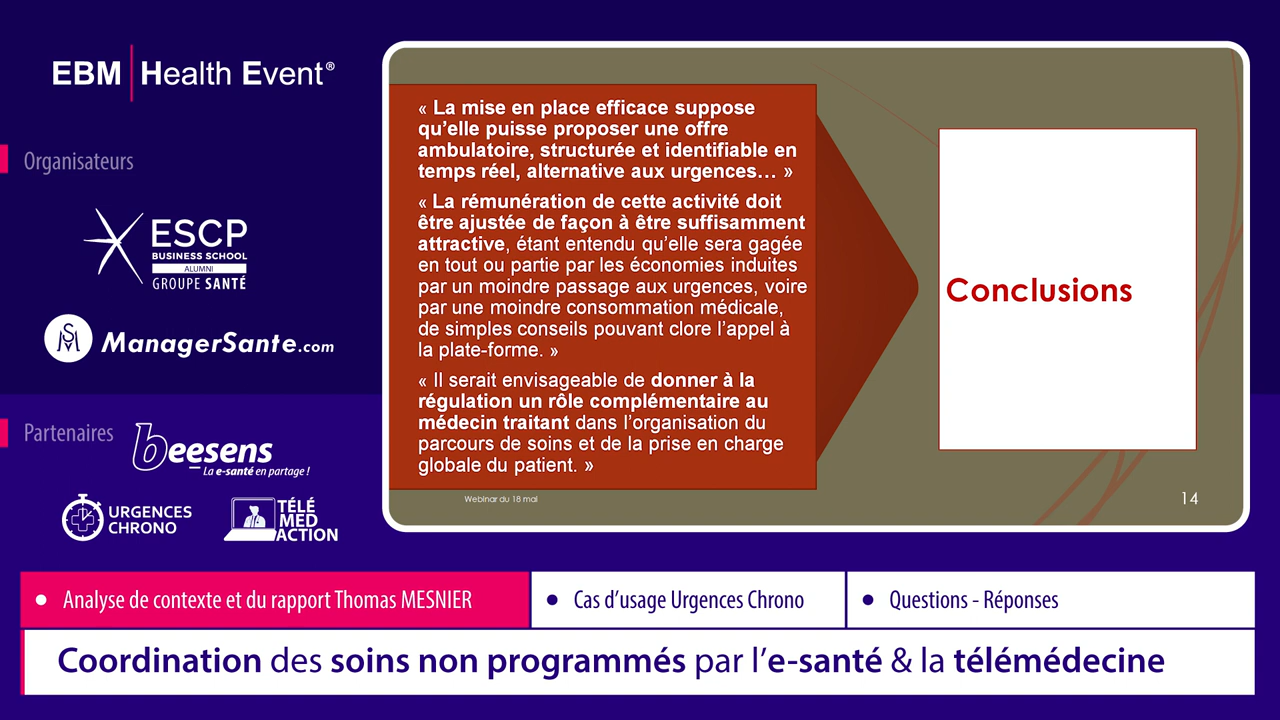 EBM Health Event®
Organisateurs
ESCP
BUSINESS SCHOOL
ALUMNI
GROUPE SANTÉ
SM
ManagerSante.com
Partenaires
beesens
La e-santé en partage !
URGENCES
CHRONO
TÉLÉ
MED
ACTION
« La mise en place efficace suppose
qu’elle puisse proposer une offre
ambulatoire, structurée et identifiable en
temps réel, alternative aux urgences… »
« La rémunération de cette activité doit
être ajustée de façon à être suffisamment
attractive, étant entendu qu’elle sera gagée
en tout ou partie par les économies induites
par un moindre passage aux urgences, voire
par une moindre consommation médicale,
de simples conseils pouvant clore l’appel à
la plate-forme. »
« Il serait envisageable de donner à la
régulation un rôle complémentaire au
médecin traitant dans l’organisation du
parcours de soins et de la prise en charge
globale du patient. »
Conclusions
Webinar du 18 mai
14
• Analyse de contexte et du rapport Thomas MESNIER
• Cas d’usage Urgences Chrono
• Questions - Réponses
Coordination des soins non programmés par l’e-santé & la télémédecine